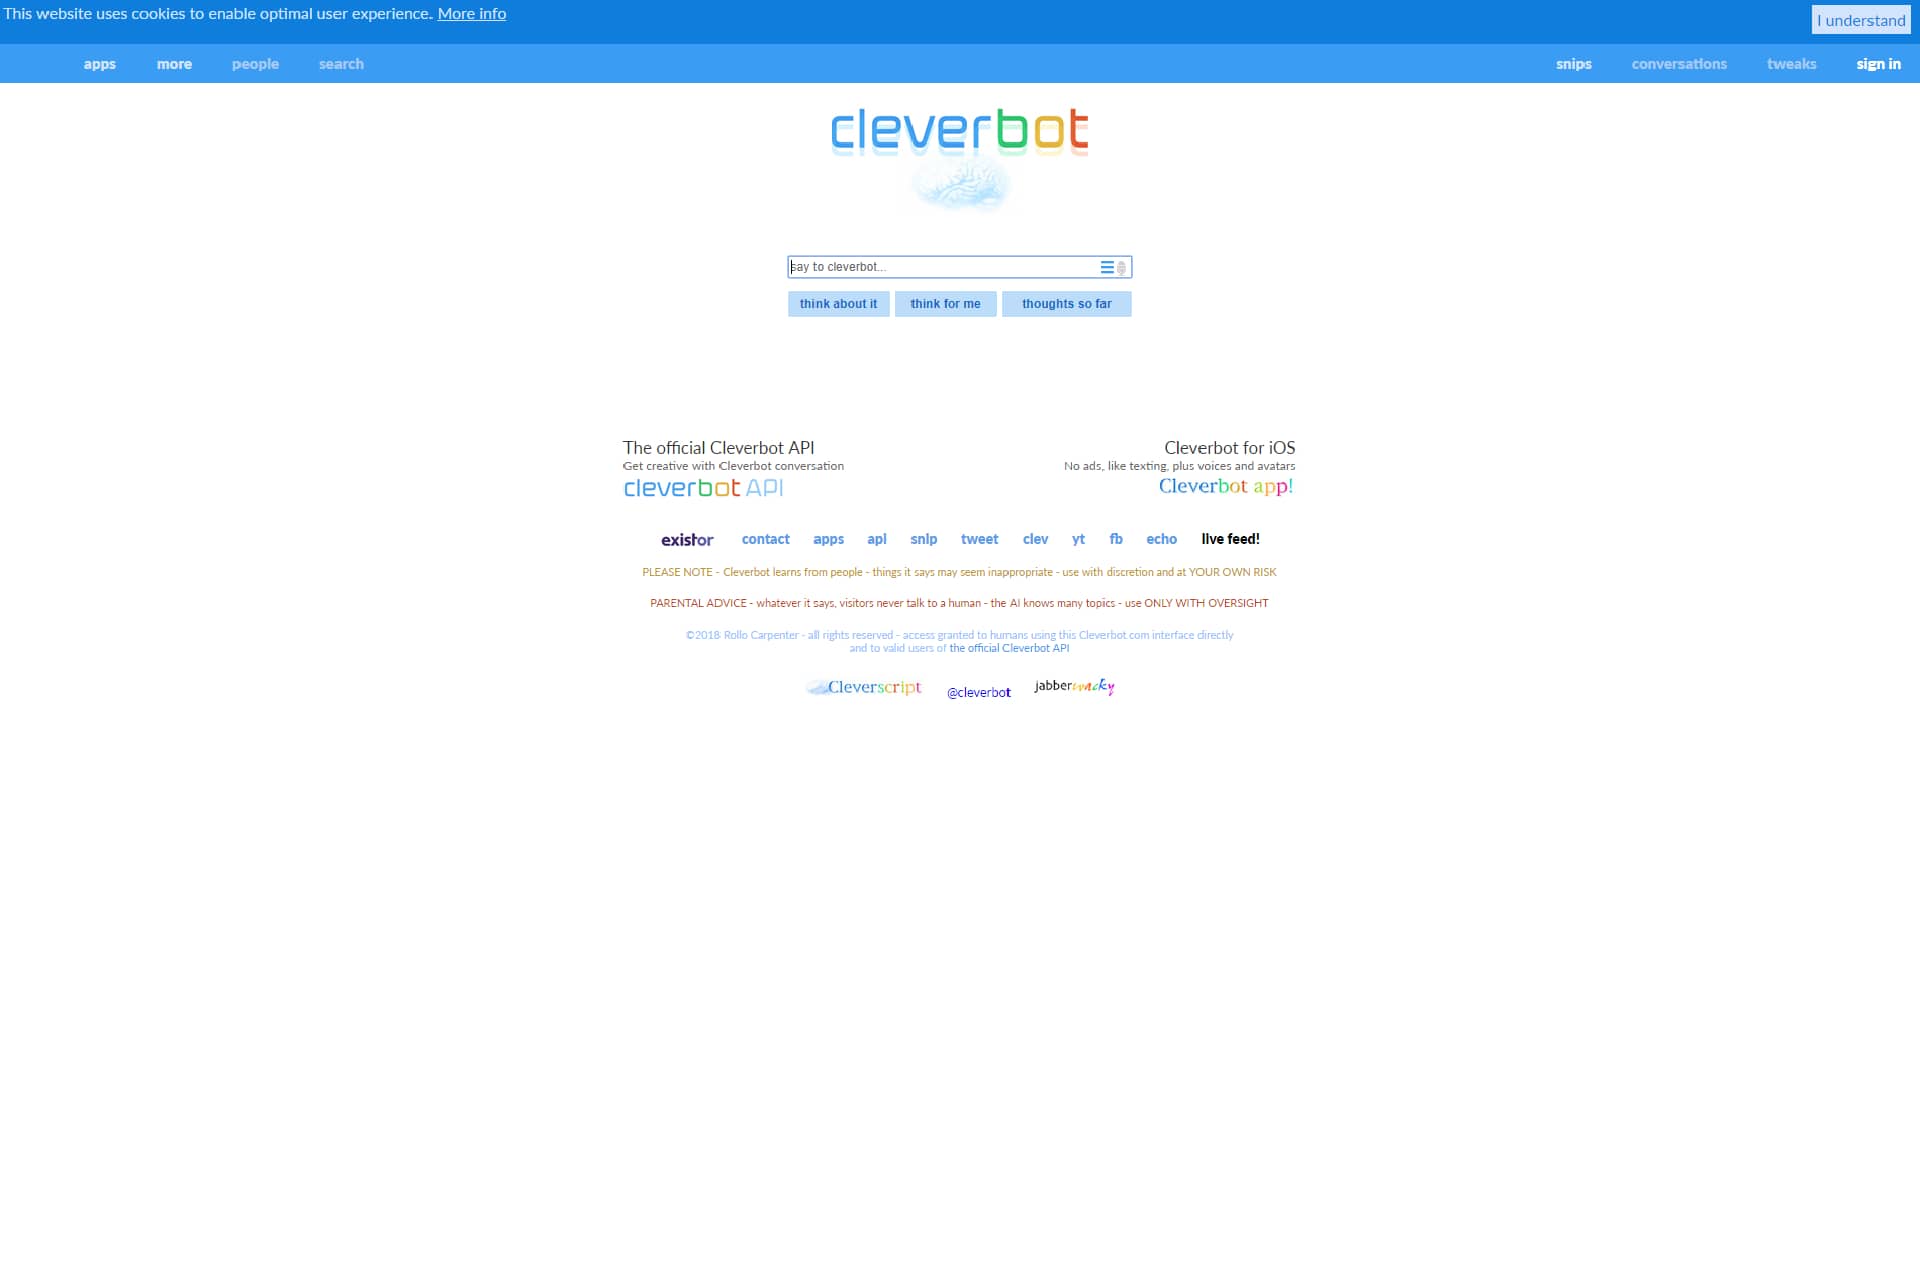 This website uses cookies to enable optimal user experience. More info
I understand
apps more people search snips conversations tweaks sign in
cleverbot
say to cleverbot...
think about it think for me thoughts so far
The official Cleverbot API
Get creative with Cleverbot conversation
cleverbot API
Cleverbot for iOS
No ads, like texting, plus voices and avatars
Cleverbot app!
existor contact apps api snip tweet clev yt fb echo live feed!
PLEASE NOTE - Cleverbot learns from people - things it says may seem inappropriate - use with discretion and at YOUR OWN RISK
PARENTAL ADVICE - whatever it says, visitors never talk to a human - the AI knows many topics - use ONLY WITH OVERSIGHT
©2018 Rollo Carpenter - all rights reserved - access granted to humans using this Cleverbot.com interface directly
and to valid users of the official Cleverbot API
Cleverscript @cleverbot jabberwacky